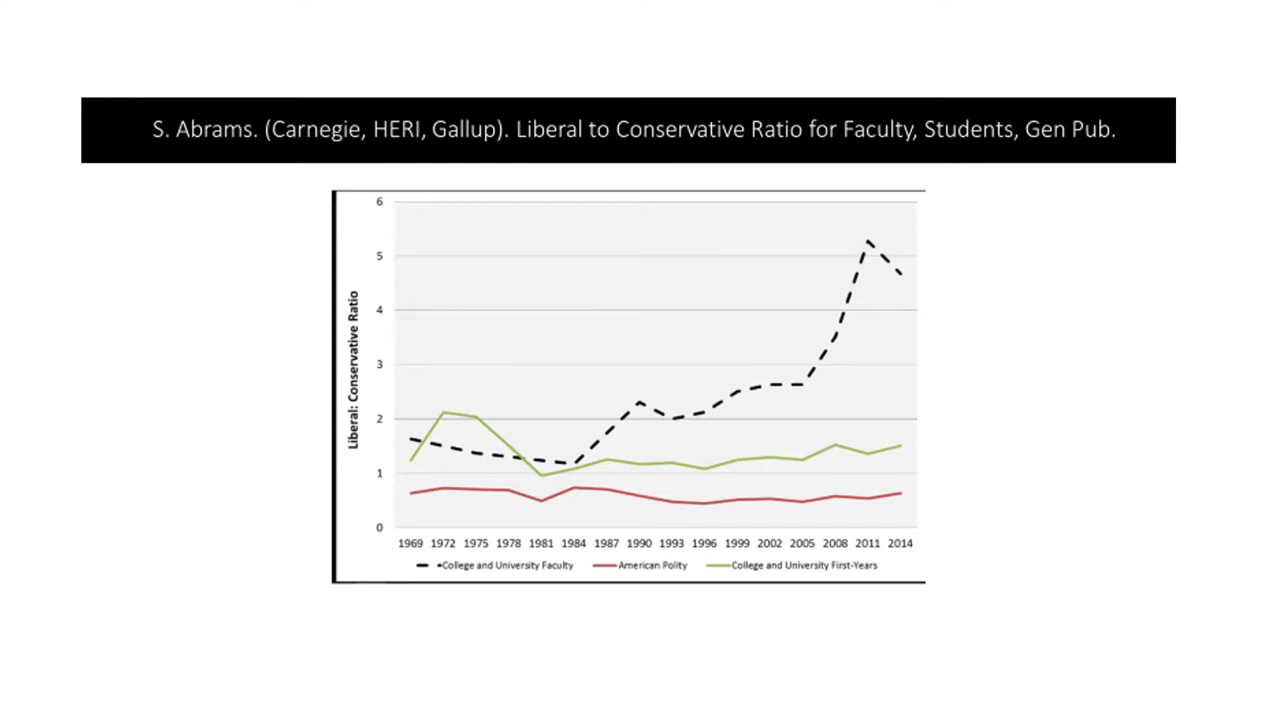 S. Abrams. (Carnegie, HERI, Gallup). Liberal to Conservative Ratio for Faculty, Students, Gen Pub.
6
5
4
3
2
1
0
Liberal: Conservative Ratio
1969 1972 1975 1978 1981 1984 1987 1990 1993 1996 1999 2002 2005 2008 2011 2014
College and University Faculty American Polity College and University First-Years